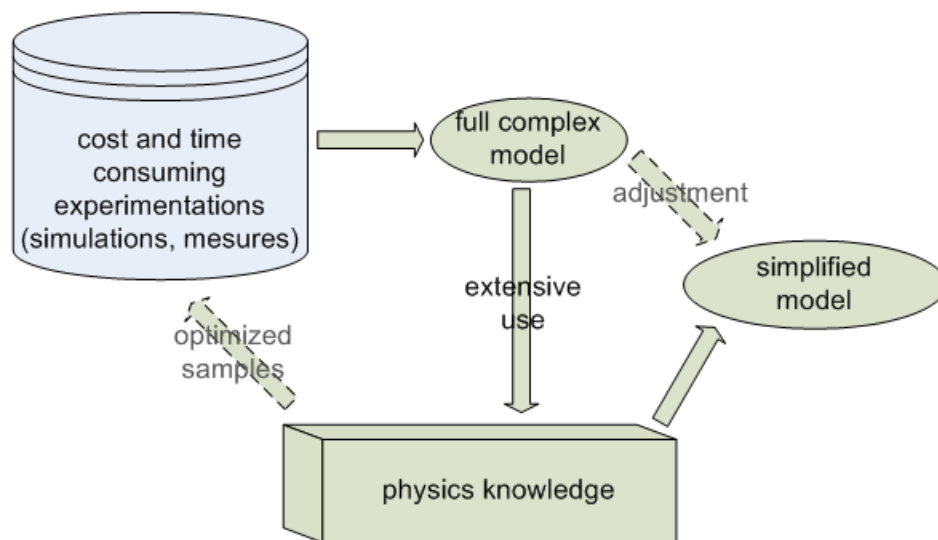 cost and time
consuming
experimentations
(simulations, mesures)
full complex
model
adjustment
simplified
model
extensive
use
optimized
samples
physics knowledge